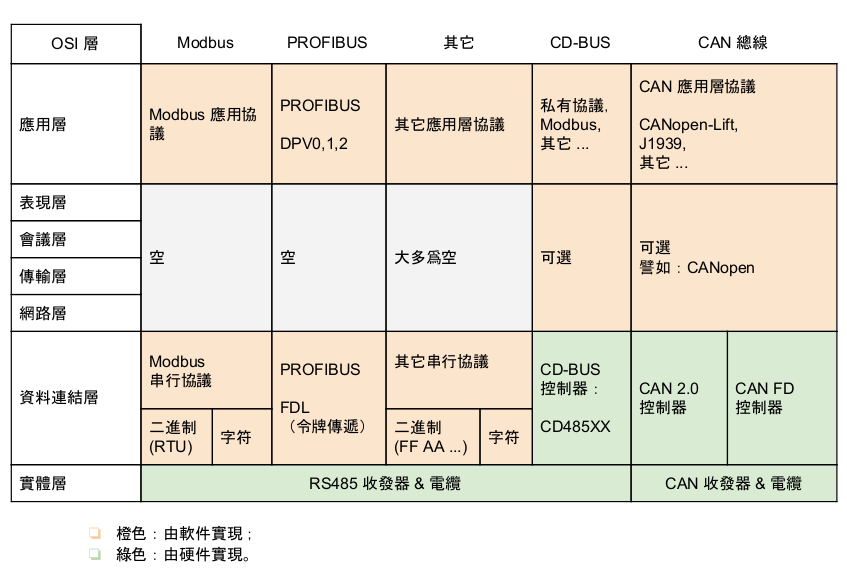 OSI 層
Modbus
PROFIBUS
其它
CD-BUS
CAN 總線
應用層
Modbus 應用協
議
PROFIBUS
DPV0,1,2
其它應用層協議
私有協議,
Modbus,
其它 ...
CAN 應用層協議
CANopen-Lift,
J1939,
其它 ...
表現層
會議層
傳輸層
網路層
空
空
大多爲空
可選
可選
譬如：CANopen
資料連結層
Modbus
串行協議
二進制
(RTU)
字符
PROFIBUS
FDL
（令牌傳遞）
其它串行協議
二進制
(FF AA ...)
字符
CD-BUS
控制器：
CD485XX
CAN 2.0
控制器
CAN FD
控制器
實體層
RS485 收發器 & 電纜
CAN 收發器 & 電纜
橙色：由軟件實現；
綠色：由硬件實現。